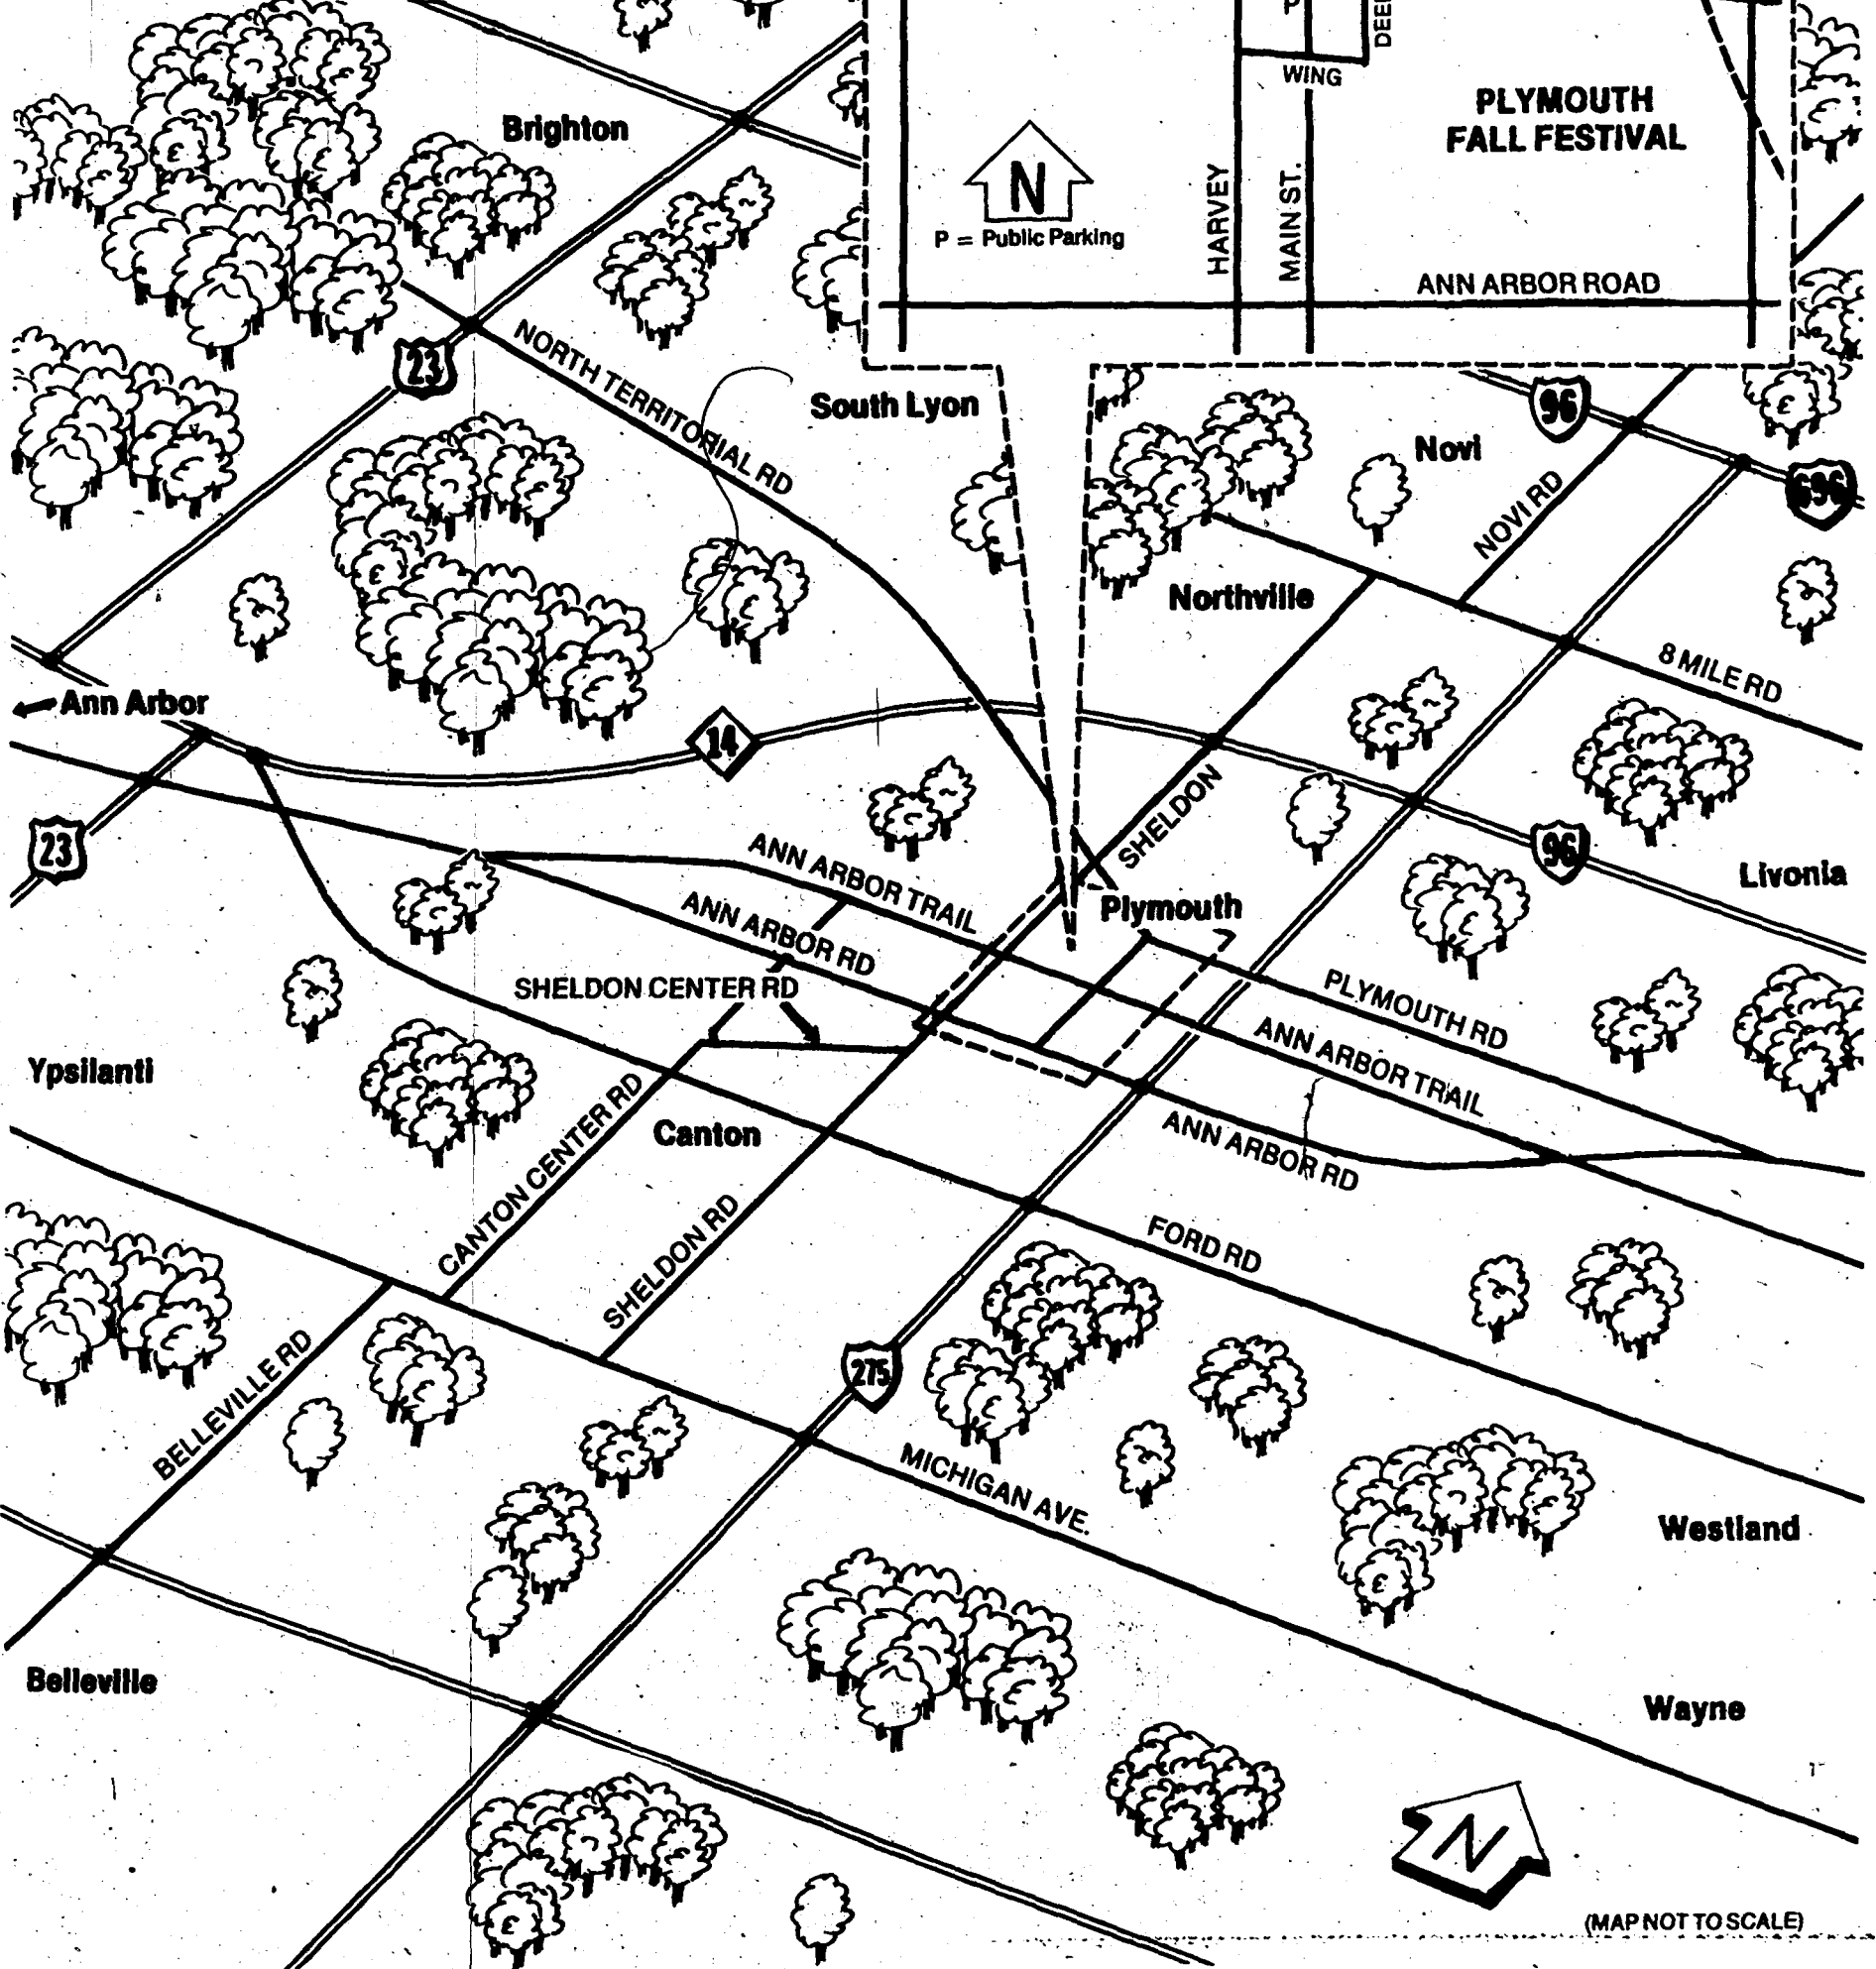 WING
PLYMOUTH
FALL FESTIVAL
Brighton
N
P = Public Parking
HARVEY
MAIN ST.
ANN ARBOR ROAD
23
NORTH TERRITORIAL RD
South Lyon
96
Novi
696
NOVI RD
Northville
8 MILE RD
Ann Arbor
14
SHELDON
23
96
Livonia
ANN ARBOR TRAIL
ANN ARBOR RD
Plymouth
SHELDON CENTER RD
PLYMOUTH RD
ANN ARBOR TRAIL
Ypsilanti
CANTON CENTER RD
Canton
ANN ARBOR RD
SHELDON RD
FORD RD
BELLEVILLE RD
275
MICHIGAN AVE.
Westland
Belleville
Wayne
N
(MAP NOT TO SCALE)